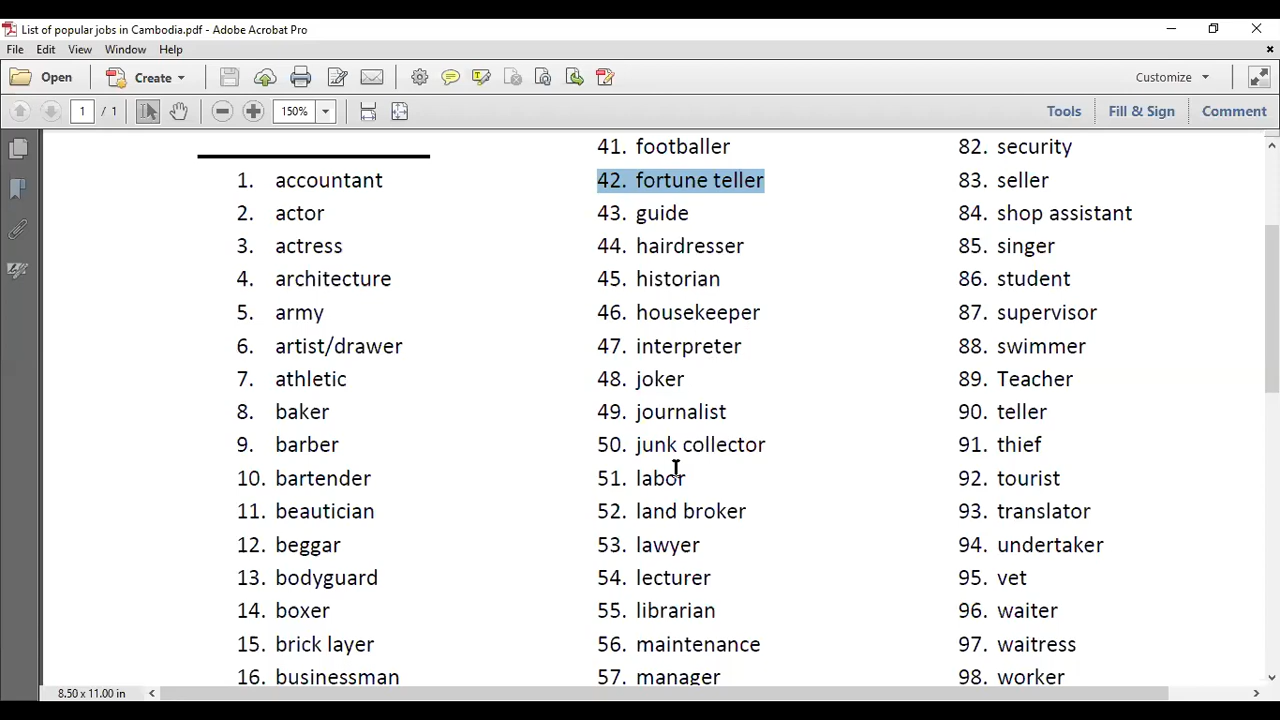 List of popular jobs in Cambodia.pdf - Adobe Acrobat Pro
File Edit View Window Help
Open Create Customize
1 / 1 150% Tools Fill & Sign Comment
1. accountant
2. actor
3. actress
4. architecture
5. army
6. artist/drawer
7. athletic
8. baker
9. barber
10. bartender
11. beautician
12. beggar
13. bodyguard
14. boxer
15. brick layer
16. businessman
41. footballer
42. fortune teller
43. guide
44. hairdresser
45. historian
46. housekeeper
47. interpreter
48. joker
49. journalist
50. junk collector
51. labor
52. land broker
53. lawyer
54. lecturer
55. librarian
56. maintenance
57. manager
82. security
83. seller
84. shop assistant
85. singer
86. student
87. supervisor
88. swimmer
89. Teacher
90. teller
91. thief
92. tourist
93. translator
94. undertaker
95. vet
96. waiter
97. waitress
98. worker
8.50 x 11.00 in